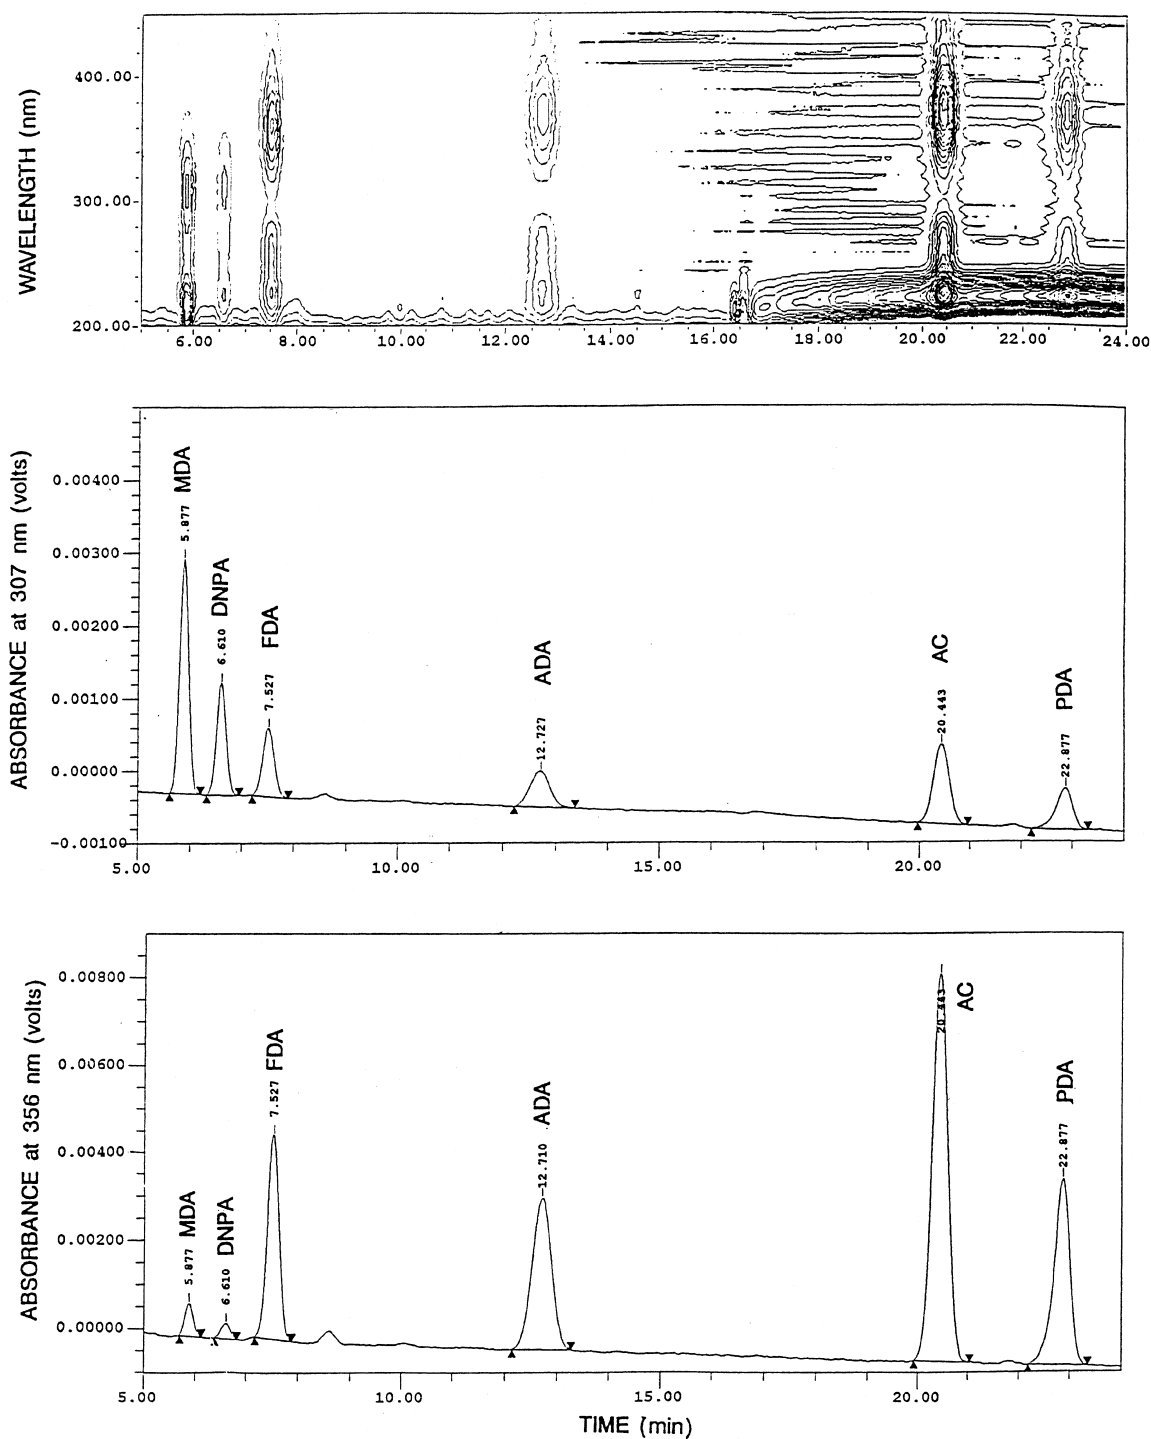 WAVELENGTH (nm)
400.00
300.00
200.00
6.00 8.00 10.00 12.00 14.00 16.00 18.00 20.00 22.00 24.00
ABSORBANCE at 307 nm (volts)
0.00400
0.00300
0.00200
0.00100
0.00000
-0.00100
5.877 MDA
6.610 DNPA
7.527 FDA
12.727 ADA
20.443 AC
22.877 PDA
5.00 10.00 15.00 20.00
ABSORBANCE at 356 nm (volts)
0.00800
0.00600
0.00400
0.00200
0.00000
5.877 MDA
6.610 DNPA
7.527 FDA
12.710 ADA
20.443 AC
22.877 PDA
5.00 10.00 15.00 20.00
TIME (min)